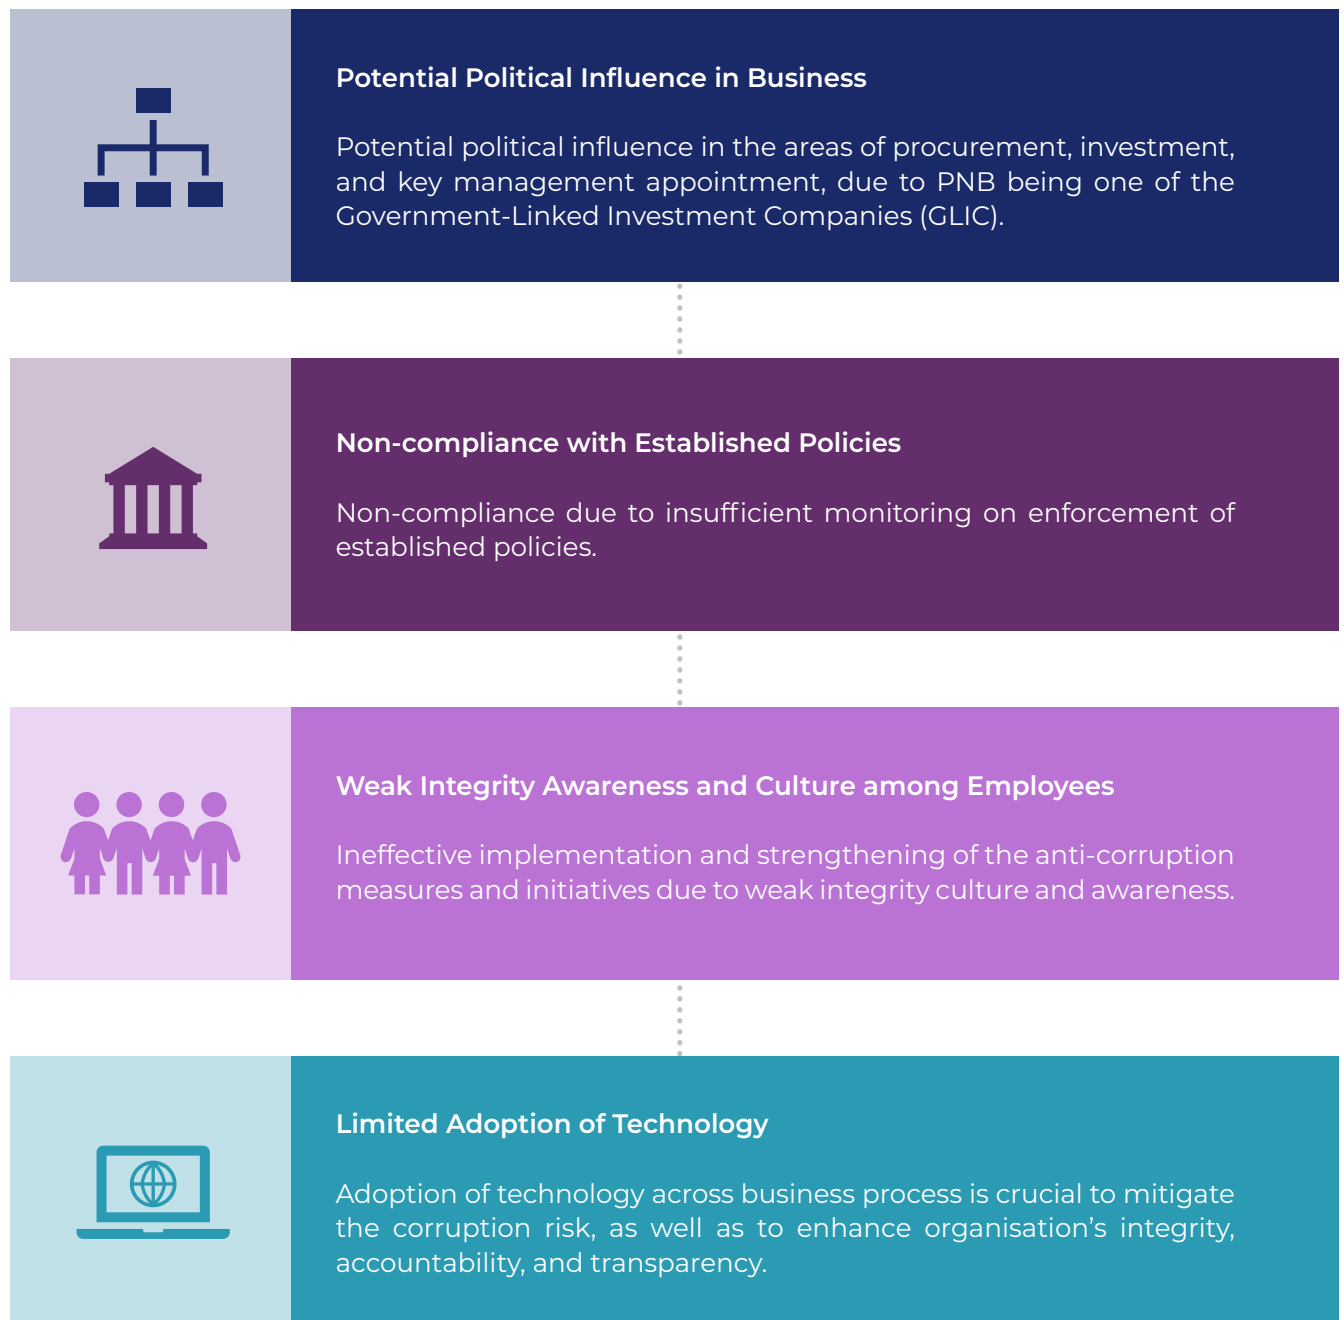 Potential Political Influence in Business
Potential political influence in the areas of procurement, investment,
and key management appointment, due to PNB being one of the
Government-Linked Investment Companies (GLIC).
Non-compliance with Established Policies
Non-compliance due to insufficient monitoring on enforcement of
established policies.
Weak Integrity Awareness and Culture among Employees
Ineffective implementation and strengthening of the anti-corruption
measures and initiatives due to weak integrity culture and awareness.
Limited Adoption of Technology
Adoption of technology across business process is crucial to mitigate
the corruption risk, as well as to enhance organisation’s integrity,
accountability, and transparency.